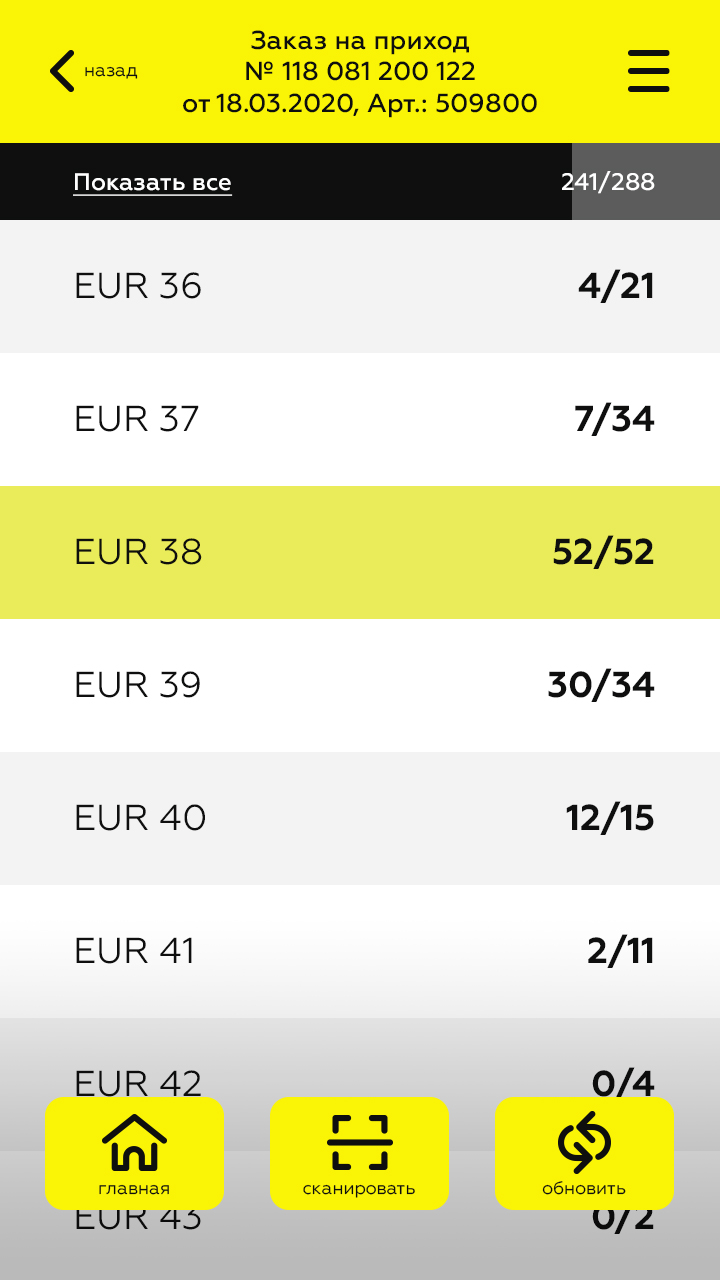 Заказ на приход
назад
№ 118 081 200 122
от 18.03.2020, Арт.: 509800
Показать все 241/288
EUR 36 4/21
EUR 37 7/34
EUR 38 52/52
EUR 39 30/34
EUR 40 12/15
EUR 41 2/11
EUR 42 0/4
главная сканировать обновить
EUR 43 0/2